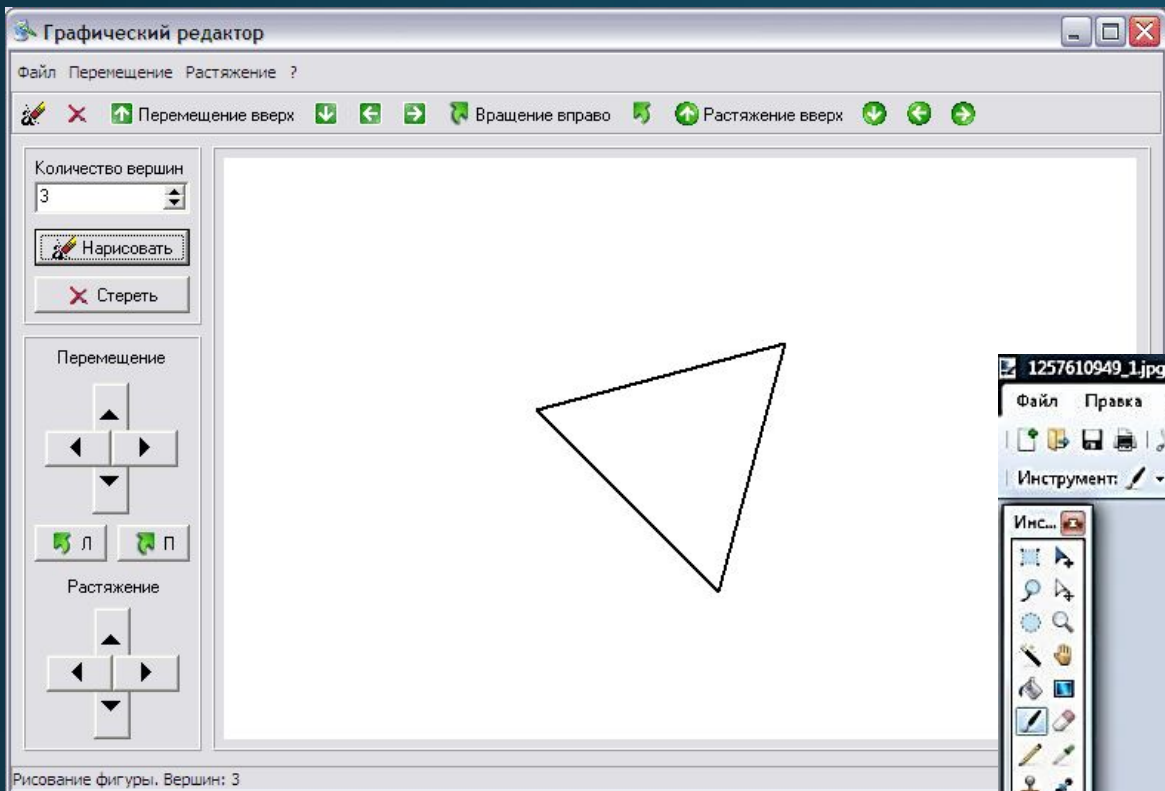 Графический редактор
Файл Перемещение Растяжение ?
Перемещение вверх Вращение вправо Растяжение вверх
Количество вершин
3
Нарисовать
Стереть
Перемещение
Л П
Растяжение
Рисование фигуры. Вершин: 3
1257610949_1.jpg
Файл Правка
Инструмент:
Инс...